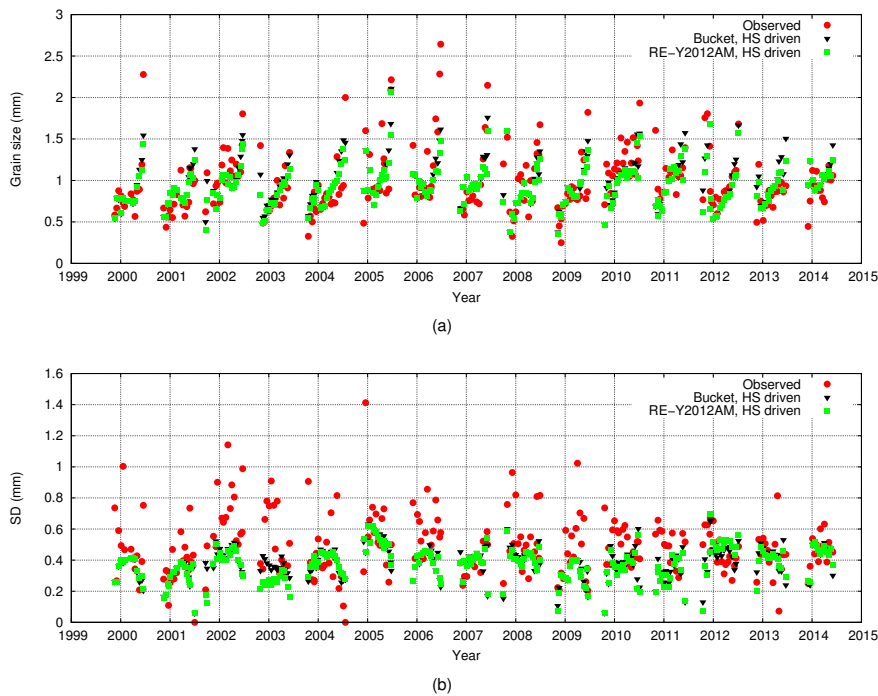 3
2.5
2
1.5
1
0.5
0
Grain size (mm)
Observed
Bucket, HS driven
RE−Y2012AM, HS driven
1999 2000 2001 2002 2003 2004 2005 2006 2007 2008 2009 2010 2011 2012 2013 2014 2015
Year
(a)
1.6
1.4
1.2
1
0.8
0.6
0.4
0.2
0
SD (mm)
Observed
Bucket, HS driven
RE−Y2012AM, HS driven
1999 2000 2001 2002 2003 2004 2005 2006 2007 2008 2009 2010 2011 2012 2013 2014 2015
Year
(b)